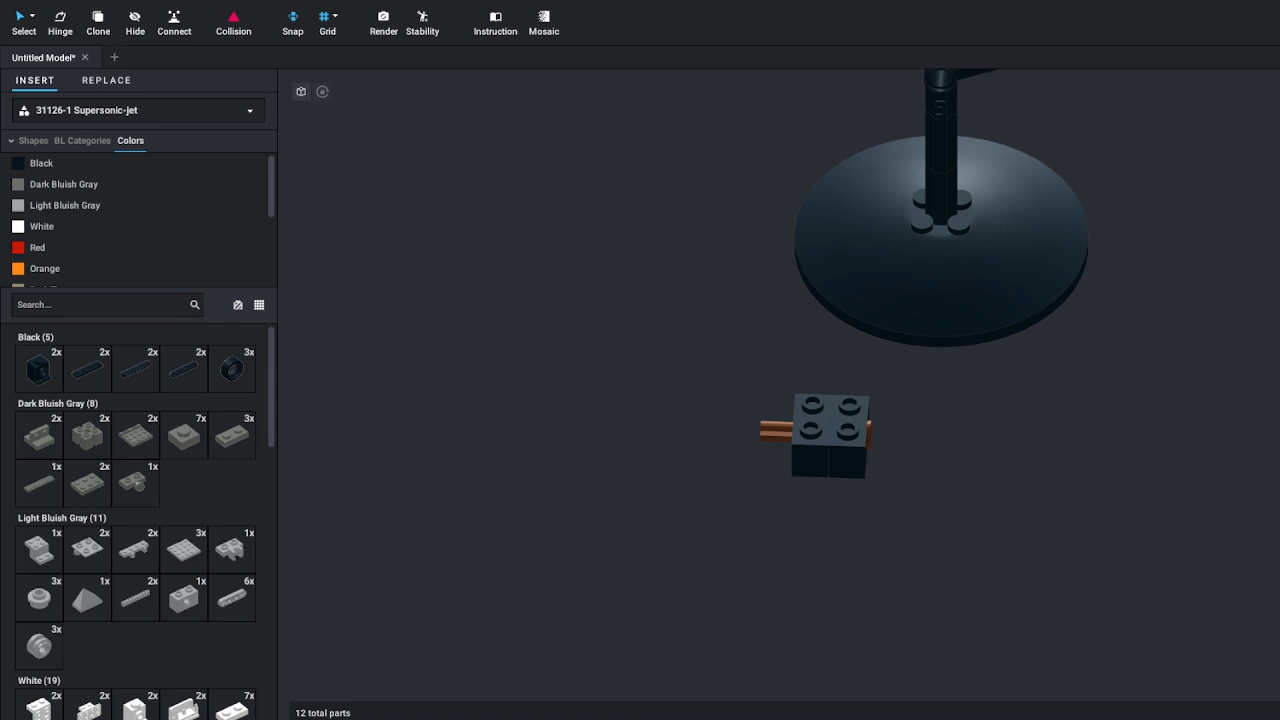 Select Hinge Clone Hide Connect Collision Snap Grid Render Stability Instruction Mosaic
Untitled Model*
INSERT REPLACE
31126-1 Supersonic-jet
Shapes BL Categories Colors
Black
Dark Bluish Gray
Light Bluish Gray
White
Red
Orange
Search...
Black (5)
2x 2x 2x 2x 3x
Dark Bluish Gray (8)
2x 2x 2x 7x 3x
1x 2x 1x
Light Bluish Gray (11)
1x 2x 2x 3x 1x
3x 1x 2x 1x 6x
3x
White (19)
2x 2x 2x 2x 7x
12 total parts